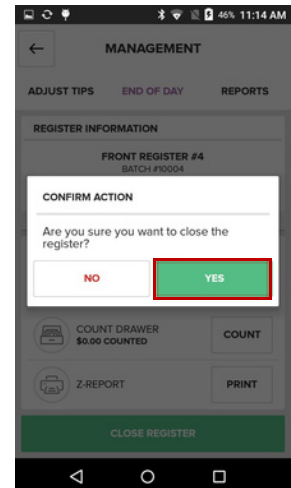 46% 11:14 AM
MANAGEMENT
ADJUST TIPS END OF DAY REPORTS
REGISTER INFORMATION
FRONT REGISTER #4
BATCH #10004
CONFIRM ACTION
Are you sure you want to close the
register?
NO YES
COUNT DRAWER
$0.00 COUNTED
COUNT
Z-REPORT PRINT
CLOSE REGISTER